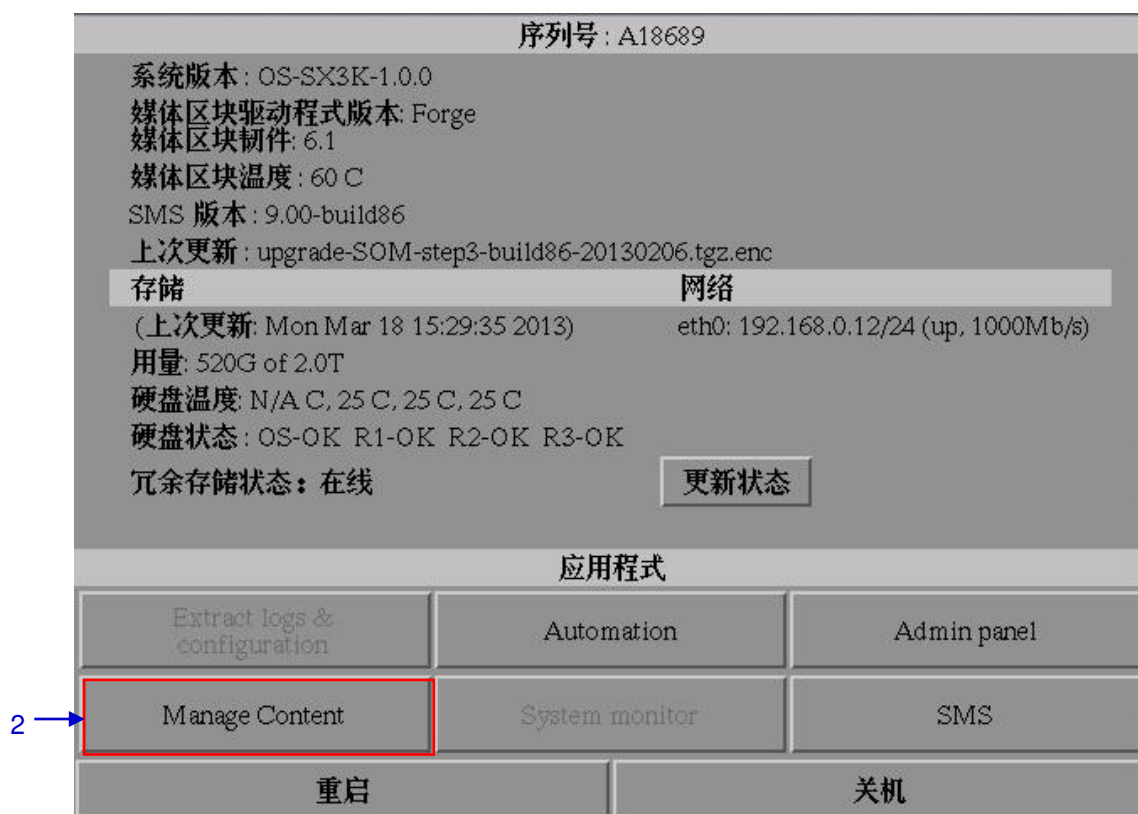 序列号 : A18689
系统版本 : OS-SX3K-1.0.0
媒体区块驱动程式版本: Forge
媒体区块韧件: 6.1
媒体区块温度 : 60 C
SMS 版本 : 9.00-build86
上次更新 : upgrade-SOM-step3-build86-20130206.tgz.enc
存储 网络
(上次更新: Mon Mar 18 15:29:35 2013) eth0: 192.168.0.12/24 (up, 1000Mb/s)
用量: 520G of 2.0T
硬盘温度: N/A C, 25 C, 25 C, 25 C
硬盘状态 : OS-OK R1-OK R2-OK R3-OK
冗余存储状态：在线 更新状态
应用程式
Extract logs &
configuration
Automation
Admin panel
2
Manage Content
System monitor
SMS
重启
关机